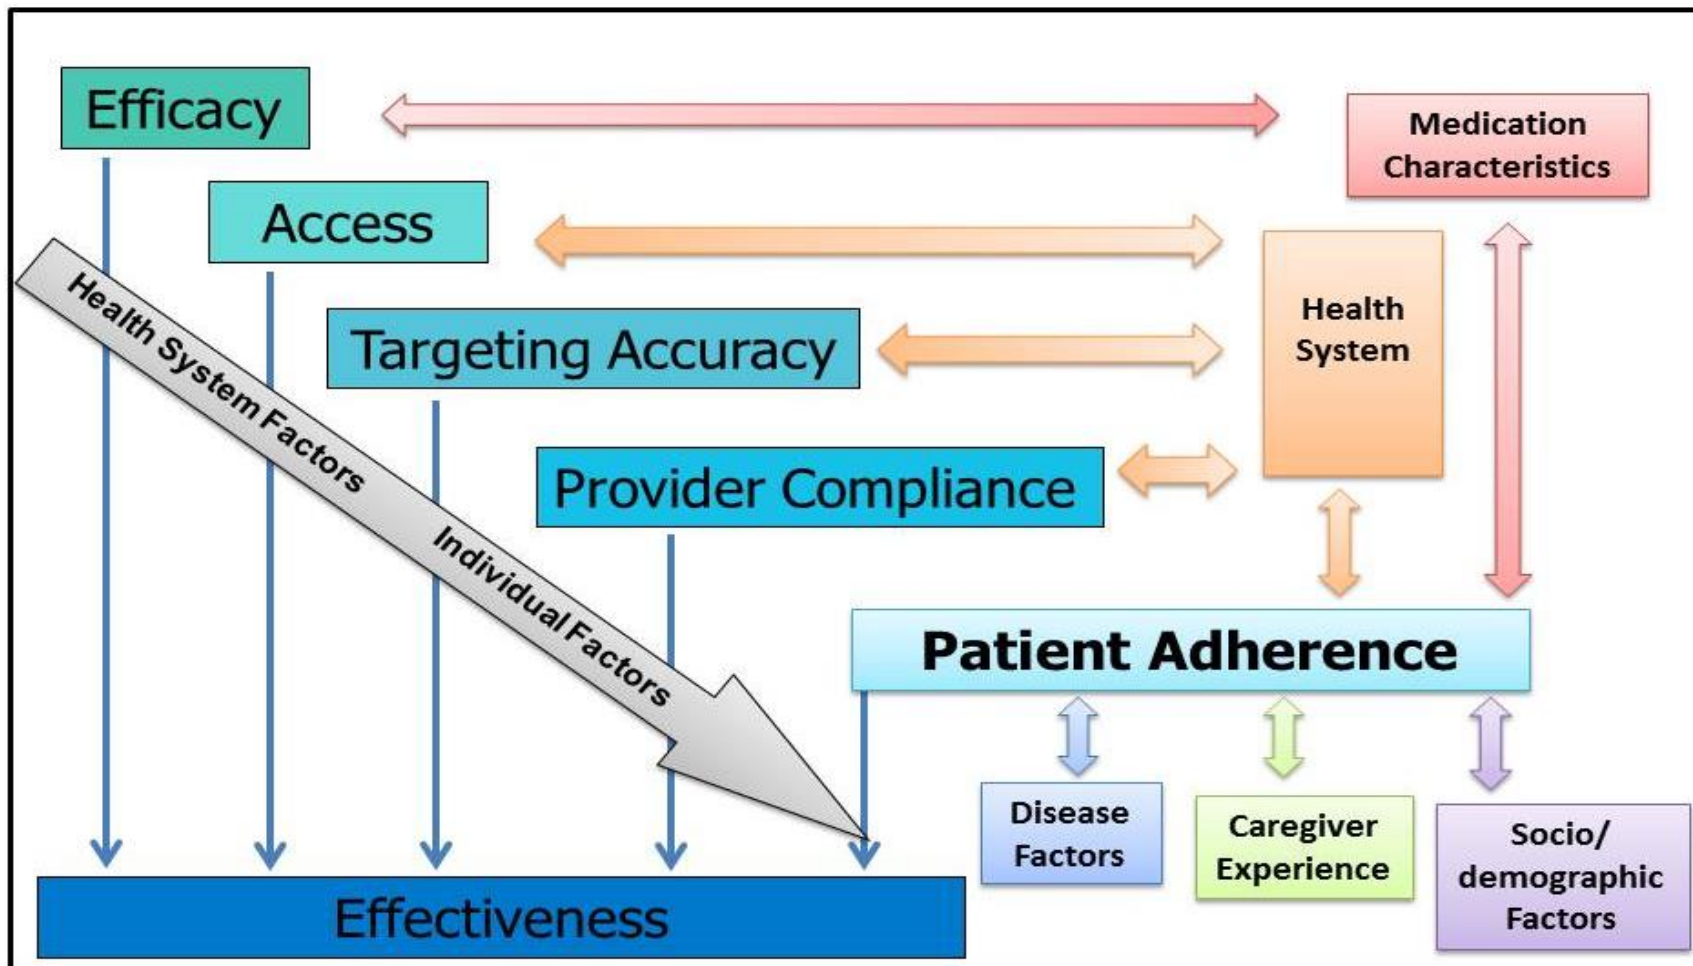 Efficacy
Medication
Characteristics
Access
Health
System
Targeting Accuracy
Health System Factors
Individual Factors
Provider Compliance
Patient Adherence
Disease
Factors
Caregiver
Experience
Socio/
demographic
Factors
Effectiveness